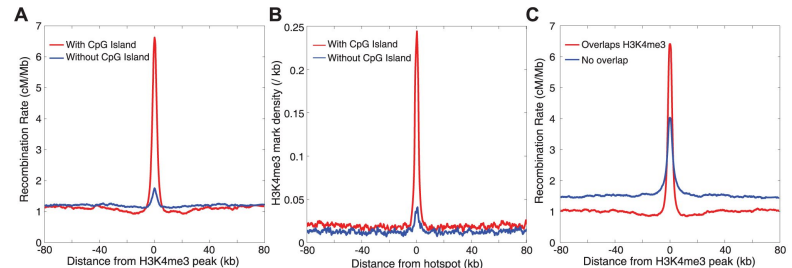 A
B
C
Recombination Rate (cM/Mb)
7
6
5
4
3
2
1
0
With CpG Island
Without CpG Island
-80
-40
0
40
80
Distance from H3K4me3 peak (kb)
H3K4me3 mark density (/ kb)
0.25
0.2
0.15
0.1
0.05
0
With CpG Island
Without CpG Island
-80
-40
0
40
80
Distance from hotspot (kb)
Recombination Rate (cM/Mb)
7
6
5
4
3
2
1
0
Overlaps H3K4me3
No overlap
-80
-40
0
40
80
Distance from H3K4me3 peak (kb)